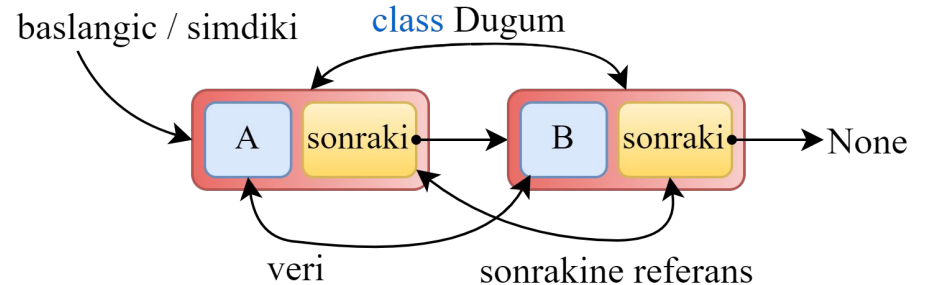 baslangic / simdiki
class Dugum
A
sonraki
B
sonraki
None
veri
sonrakine referans